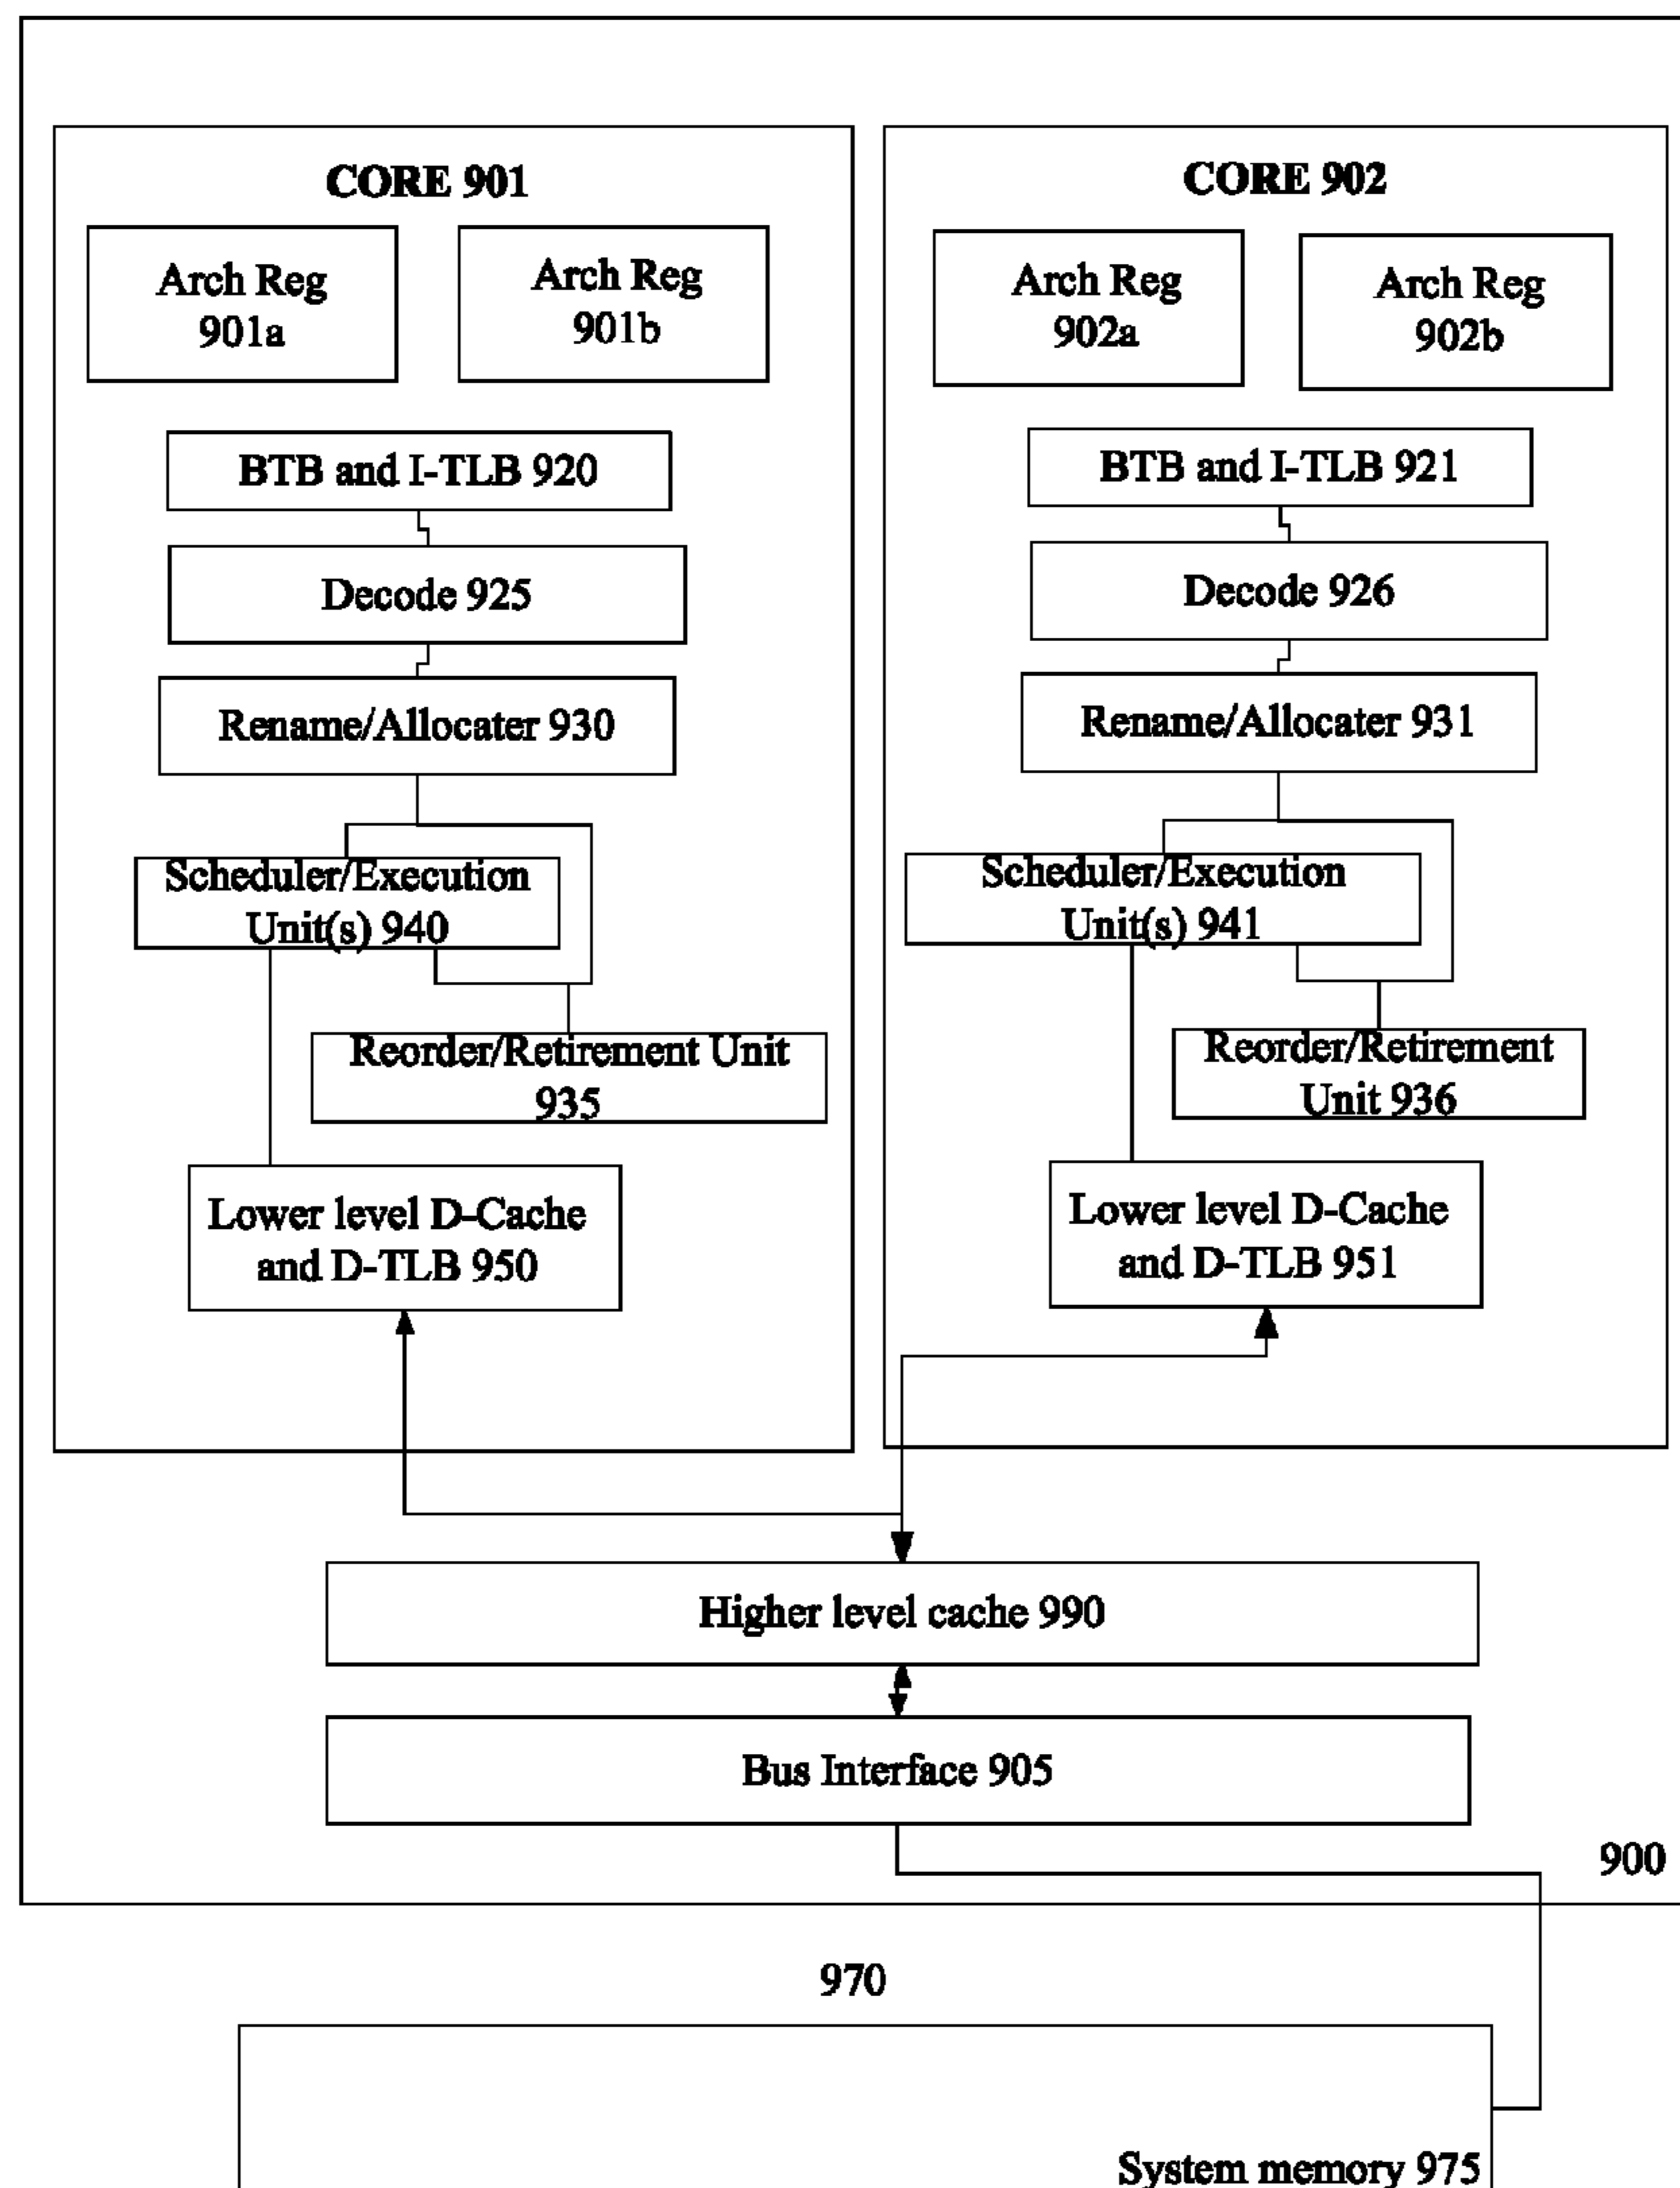 CORE 901
Arch Reg
901a
Arch Reg
901b
BTB and I-TLB 920
Decode 925
Rename/Allocater 930
Scheduler/Execution
Unit(s) 940
Reorder/Retirement Unit
935
Lower level D-Cache
and D-TLB 950
CORE 902
Arch Reg
902a
Arch Reg
902b
BTB and I-TLB 921
Decode 926
Rename/Allocater 931
Scheduler/Execution
Unit(s) 941
Reorder/Retirement
Unit 936
Lower level D-Cache
and D-TLB 951
Higher level cache 990
Bus Interface 905
900
970
System memory 975